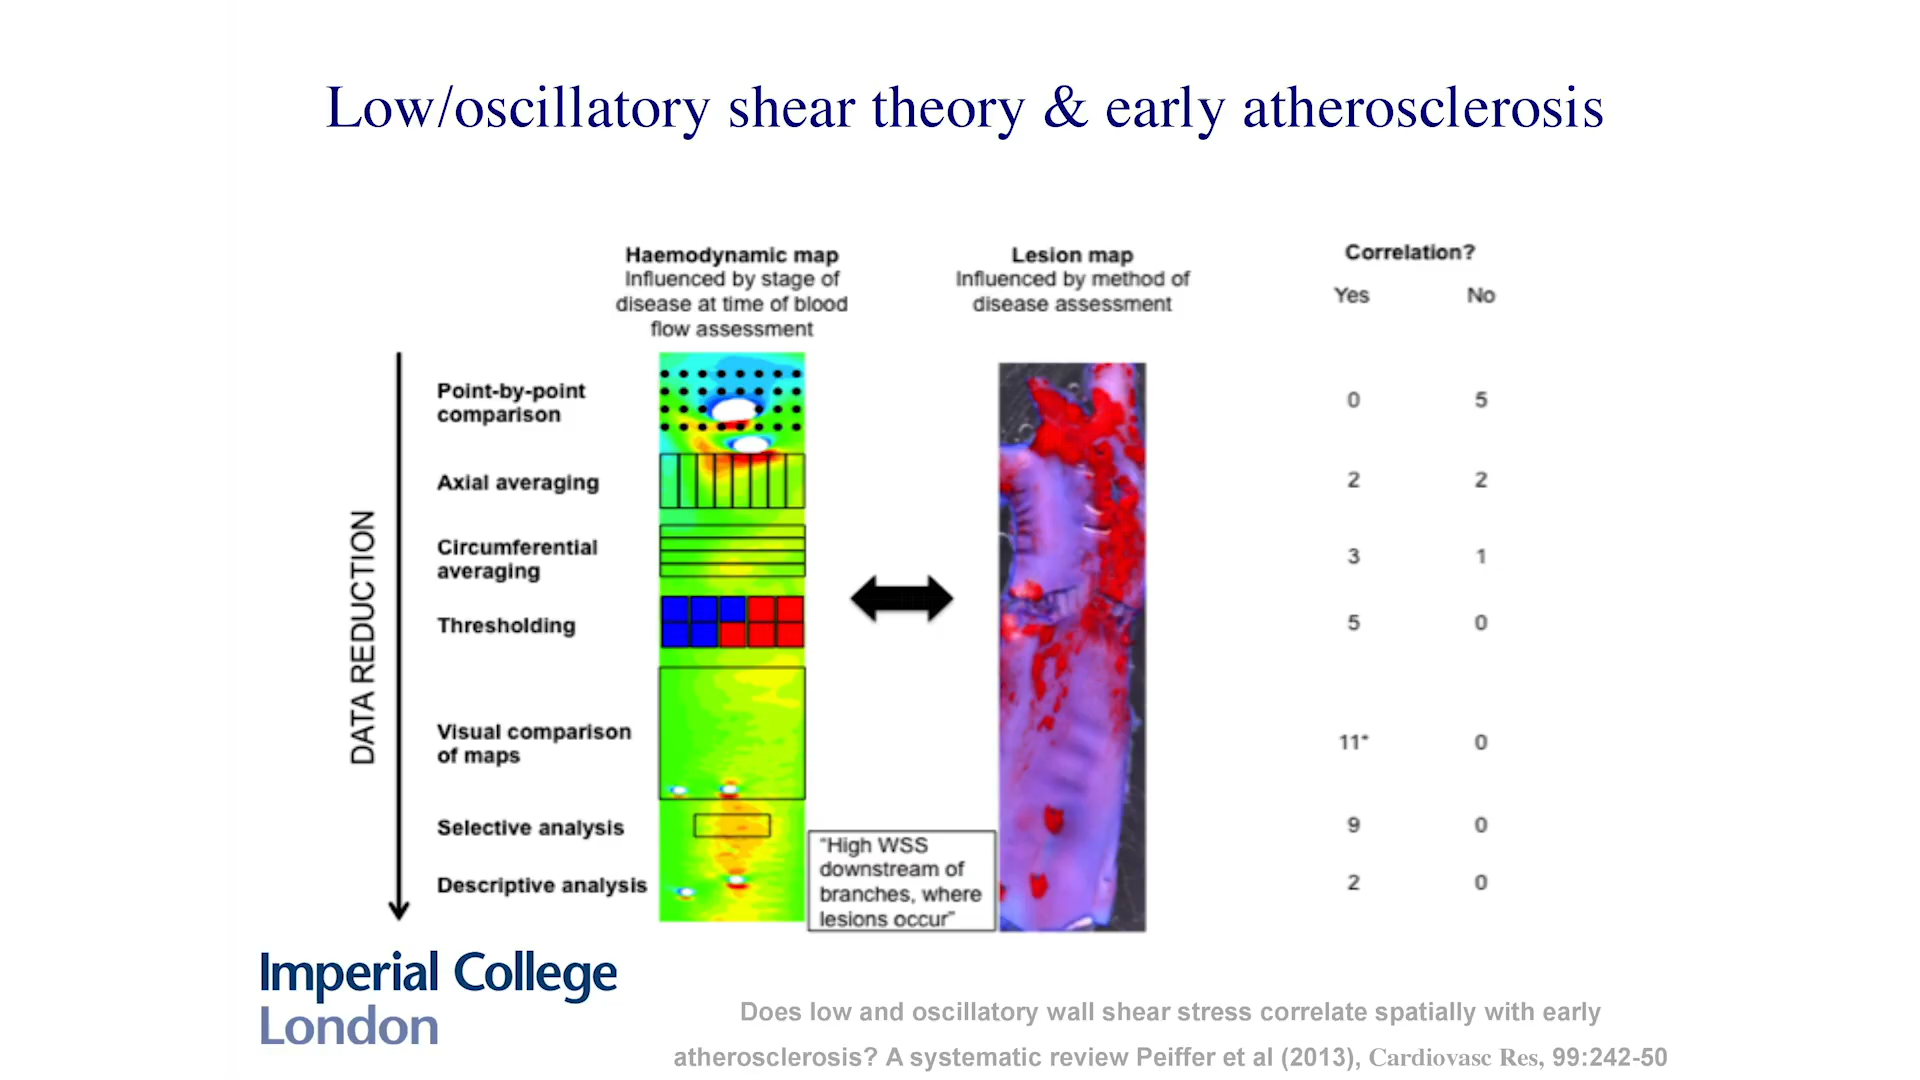 Low/oscillatory shear theory & early atherosclerosis
Haemodynamic map
Influenced by stage of
disease at time of blood
flow assessment
Lesion map
Influenced by method of
disease assessment
Correlation?
Yes No
DATA REDUCTION
Point-by-point
comparison
0 5
Axial averaging
2 2
Circumferential
averaging
3 1
Thresholding
5 0
Visual comparison
of maps
11* 0
Selective analysis
9 0
Descriptive analysis
2 0
"High WSS
downstream of
branches, where
lesions occur"
Imperial College
London
Does low and oscillatory wall shear stress correlate spatially with early
atherosclerosis? A systematic review Peiffer et al (2013), Cardiovasc Res, 99:242-50